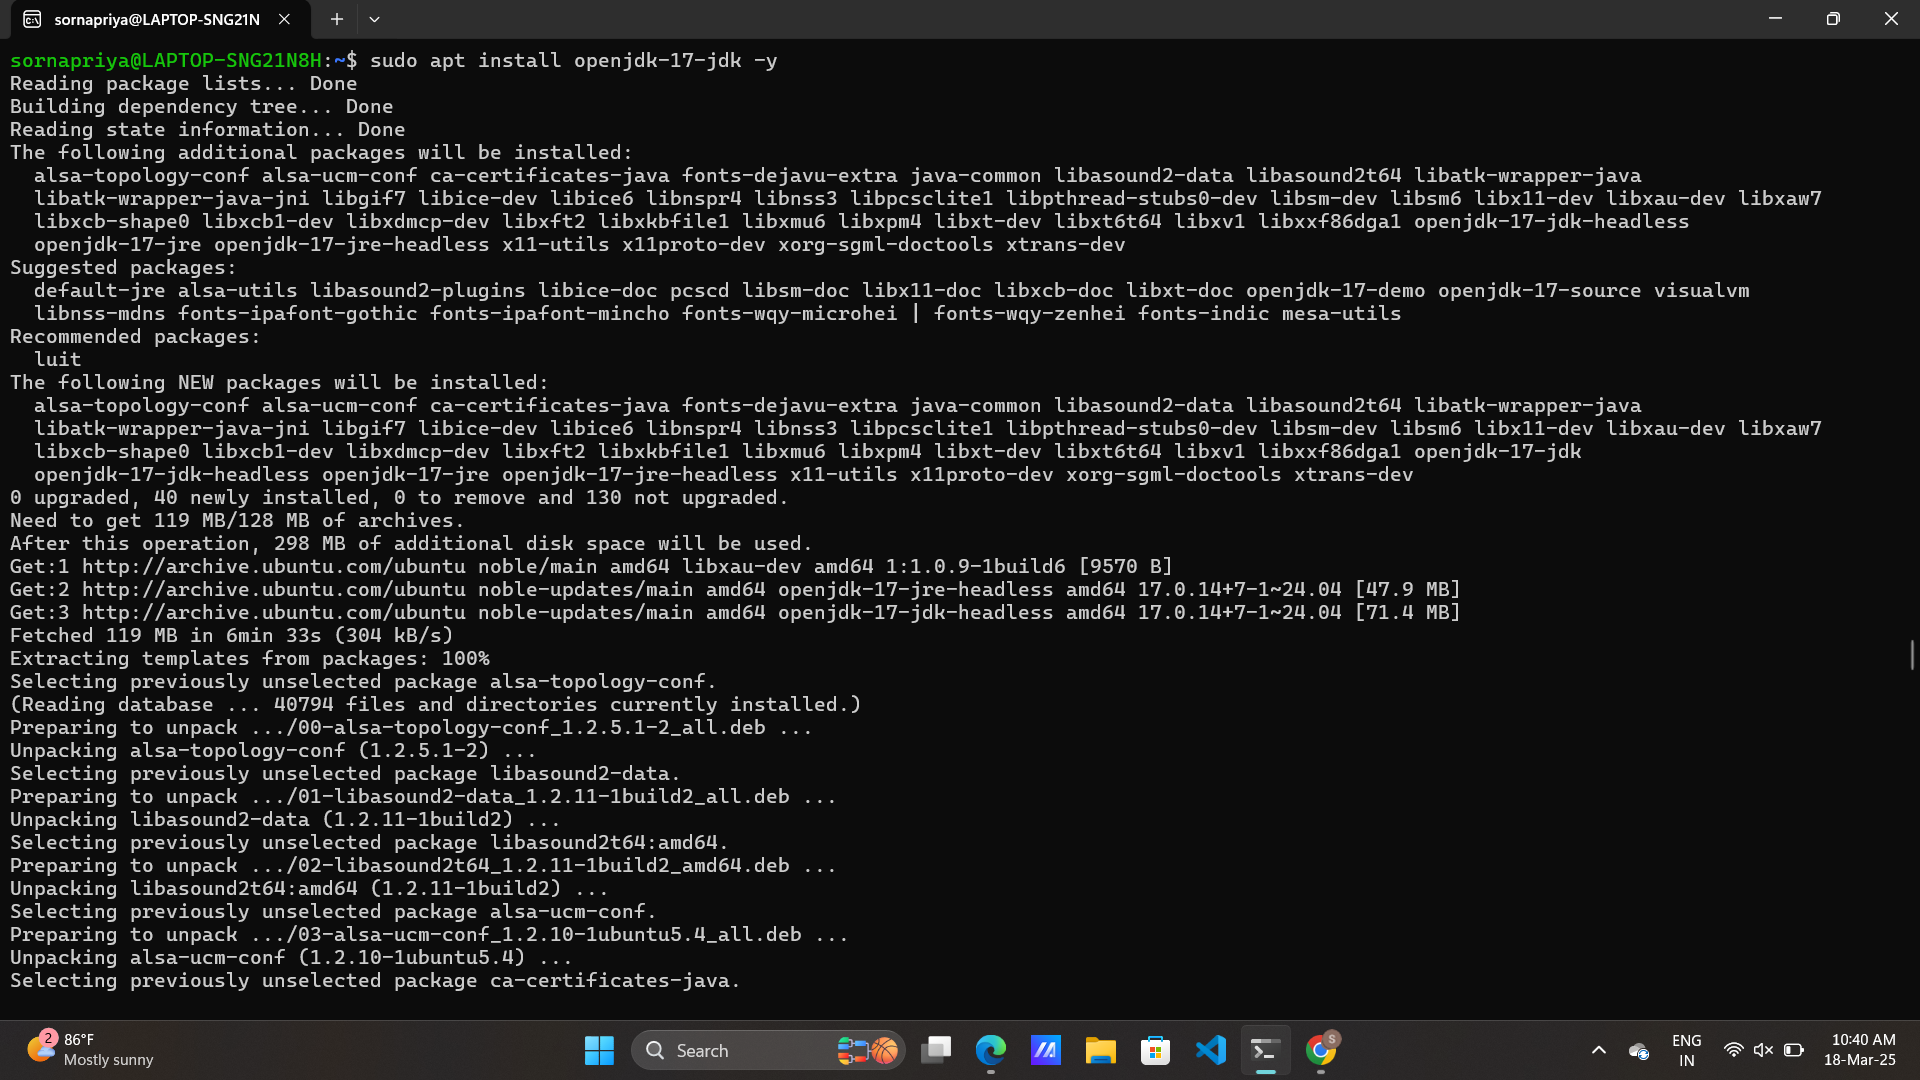 sornapriya@LAPTOP-SNG21N
sornapriya@LAPTOP-SNG21N8H:~$ sudo apt install openjdk-17-jdk -y
Reading package lists... Done
Building dependency tree... Done
Reading state information... Done
The following additional packages will be installed:
  alsa-topology-conf alsa-ucm-conf ca-certificates-java fonts-dejavu-extra java-common libasound2-data libasound2t64 libatk-wrapper-java
  libatk-wrapper-java-jni libgif7 libice-dev libice6 libnspr4 libnss3 libpcsclite1 libpthread-stubs0-dev libsm-dev libsm6 libx11-dev libxau-dev libxaw7
  libxcb-shape0 libxcb1-dev libxdmcp-dev libxft2 libxkbfile1 libxmu6 libxpm4 libxt-dev libxt6t64 libxv1 libxxf86dga1 openjdk-17-jdk-headless
  openjdk-17-jre openjdk-17-jre-headless x11-utils x11proto-dev xorg-sgml-doctools xtrans-dev
Suggested packages:
  default-jre alsa-utils libasound2-plugins libice-doc pcscd libsm-doc libx11-doc libxcb-doc libxt-doc openjdk-17-demo openjdk-17-source visualvm
  libnss-mdns fonts-ipafont-gothic fonts-ipafont-mincho fonts-wqy-microhei | fonts-wqy-zenhei fonts-indic mesa-utils
Recommended packages:
  luit
The following NEW packages will be installed:
  alsa-topology-conf alsa-ucm-conf ca-certificates-java fonts-dejavu-extra java-common libasound2-data libasound2t64 libatk-wrapper-java
  libatk-wrapper-java-jni libgif7 libice-dev libice6 libnspr4 libnss3 libpcsclite1 libpthread-stubs0-dev libsm-dev libsm6 libx11-dev libxau-dev libxaw7
  libxcb-shape0 libxcb1-dev libxdmcp-dev libxft2 libxkbfile1 libxmu6 libxpm4 libxt-dev libxt6t64 libxv1 libxxf86dga1 openjdk-17-jdk
  openjdk-17-jdk-headless openjdk-17-jre openjdk-17-jre-headless x11-utils x11proto-dev xorg-sgml-doctools xtrans-dev
0 upgraded, 40 newly installed, 0 to remove and 130 not upgraded.
Need to get 119 MB/128 MB of archives.
After this operation, 298 MB of additional disk space will be used.
Get:1 http://archive.ubuntu.com/ubuntu noble/main amd64 libxau-dev amd64 1:1.0.9-1build6 [9570 B]
Get:2 http://archive.ubuntu.com/ubuntu noble-updates/main amd64 openjdk-17-jre-headless amd64 17.0.14+7-1~24.04 [47.9 MB]
Get:3 http://archive.ubuntu.com/ubuntu noble-updates/main amd64 openjdk-17-jdk-headless amd64 17.0.14+7-1~24.04 [71.4 MB]
Fetched 119 MB in 6min 33s (304 kB/s)
Extracting templates from packages: 100%
Selecting previously unselected package alsa-topology-conf.
(Reading database ... 40794 files and directories currently installed.)
Preparing to unpack .../00-alsa-topology-conf_1.2.5.1-2_all.deb ...
Unpacking alsa-topology-conf (1.2.5.1-2) ...
Selecting previously unselected package libasound2-data.
Preparing to unpack .../01-libasound2-data_1.2.11-1build2_all.deb ...
Unpacking libasound2-data (1.2.11-1build2) ...
Selecting previously unselected package libasound2t64:amd64.
Preparing to unpack .../02-libasound2t64_1.2.11-1build2_amd64.deb ...
Unpacking libasound2t64:amd64 (1.2.11-1build2) ...
Selecting previously unselected package alsa-ucm-conf.
Preparing to unpack .../03-alsa-ucm-conf_1.2.10-1ubuntu5.4_all.deb ...
Unpacking alsa-ucm-conf (1.2.10-1ubuntu5.4) ...
Selecting previously unselected package ca-certificates-java.
2
86°F
Mostly sunny
Search
S
ENG
IN
10:40 AM
18-Mar-25